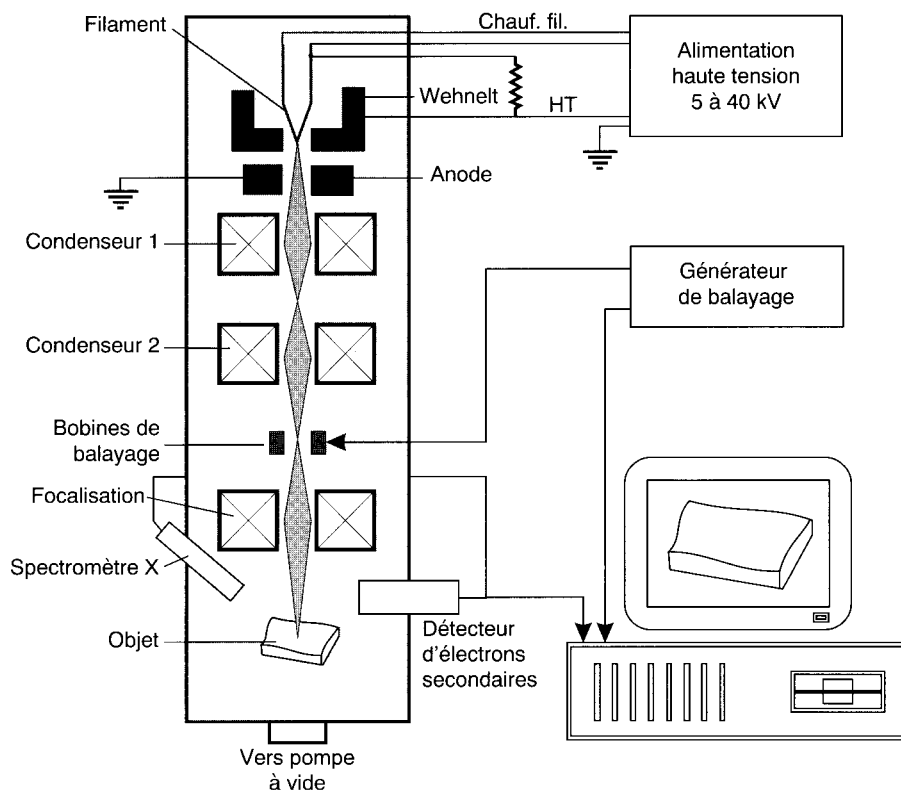 Filament
Chauf. fil.
Alimentation
haute tension
5 à 40 kV
Wehnelt
HT
Anode
Condenseur 1
Générateur
de balayage
Condenseur 2
Bobines de
balayage
Focalisation
Spectromètre X
Objet
Détecteur
d'électrons
secondaires
Vers pompe
à vide